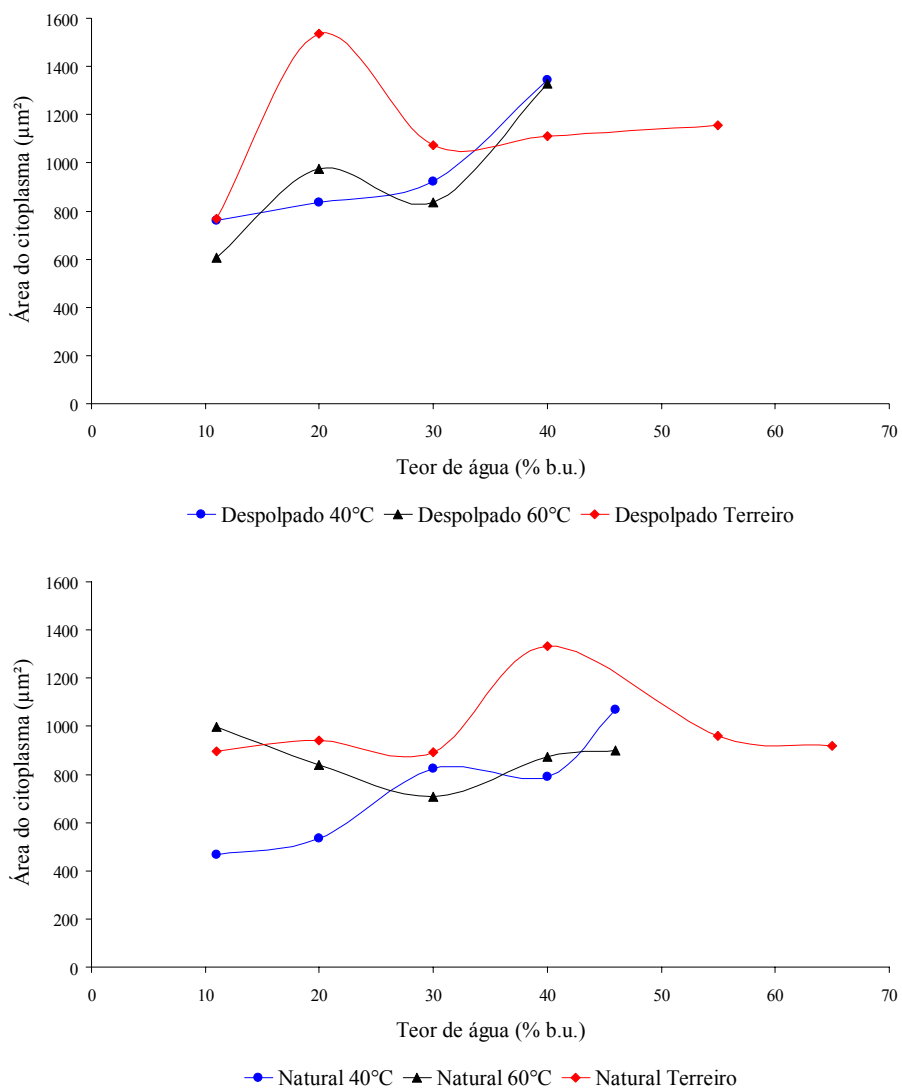 1600
1400
1200
1000
800
600
400
200
0
Área do citoplasma (µm²)
0 10 20 30 40 50 60 70
Teor de água (% b.u.)
Despolpado 40°C Despolpado 60°C Despolpado Terreiro
1600
1400
1200
1000
800
600
400
200
0
Área do citoplasma (µm²)
0 10 20 30 40 50 60 70
Teor de água (% b.u.)
Natural 40°C Natural 60°C Natural Terreiro